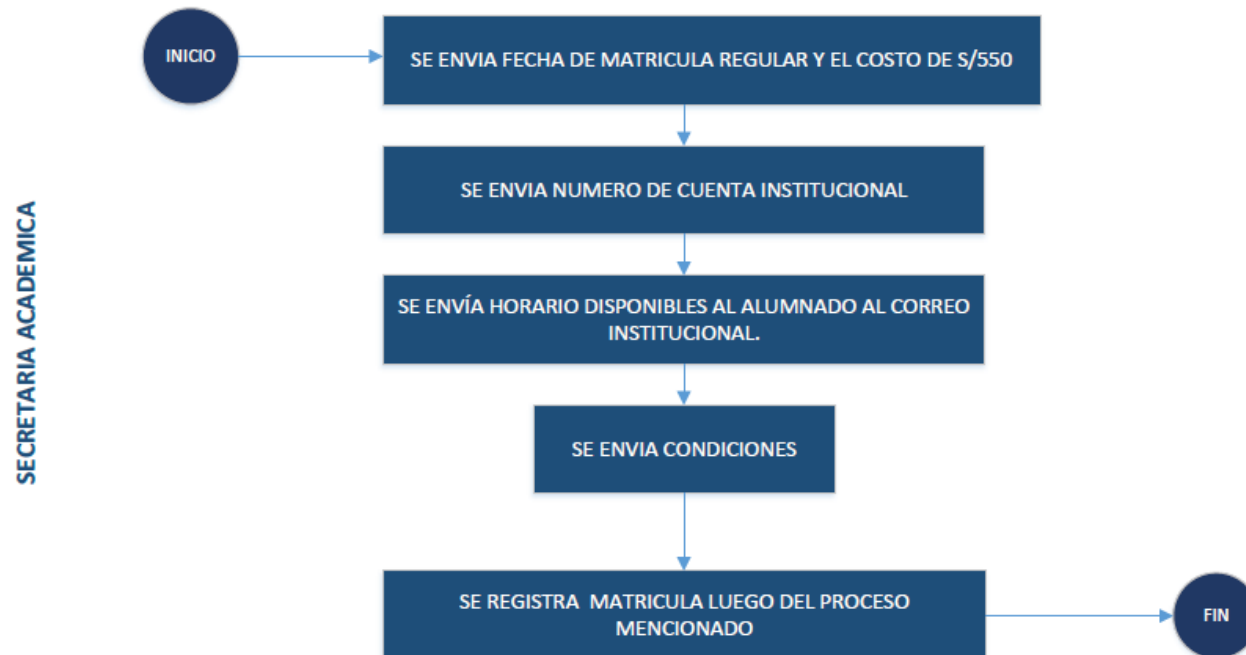 INICIO
SE ENVIA FECHA DE MATRICULA REGULAR Y EL COSTO DE S/550
SE ENVIA NUMERO DE CUENTA INSTITUCIONAL
SECRETARIA ACADEMICA
SE ENVÍA HORARIO DISPONIBLES AL ALUMNADO AL CORREO
INSTITUCIONAL.
SE ENVIA CONDICIONES
SE REGISTRA  MATRICULA LUEGO DEL PROCESO
MENCIONADO
FIN